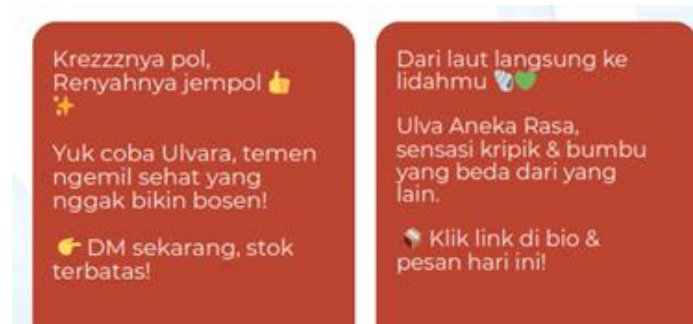 Krezzznya pol,
Renyahnya jempol 👍
✨
Yuk coba Ulvara, temen
ngemil sehat yang
nggak bikin bosen!
👉 DM sekarang, stok
terbatas!
Dari laut langsung ke
lidahmu 🐚💚
Ulva Aneka Rasa,
sensasi kripik & bumbu
yang beda dari yang
lain.
📦 Klik link di bio &
pesan hari ini!